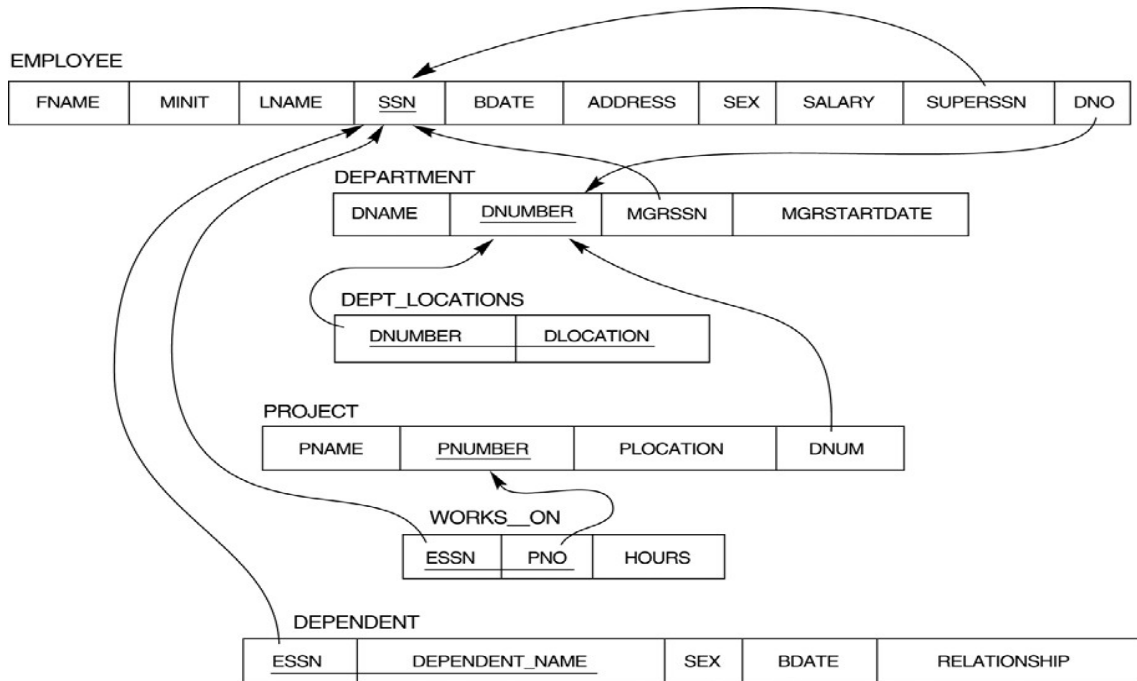 EMPLOYEE
FNAME MINIT LNAME SSN BDATE ADDRESS SEX SALARY SUPERSSN DNO
DEPARTMENT
DNAME DNUMBER MGRSSN MGRSTARTDATE
DEPT_LOCATIONS
DNUMBER DLOCATION
PROJECT
PNAME PNUMBER PLOCATION DNUM
WORKS__ON
ESSN PNO HOURS
DEPENDENT
ESSN DEPENDENT_NAME SEX BDATE RELATIONSHIP